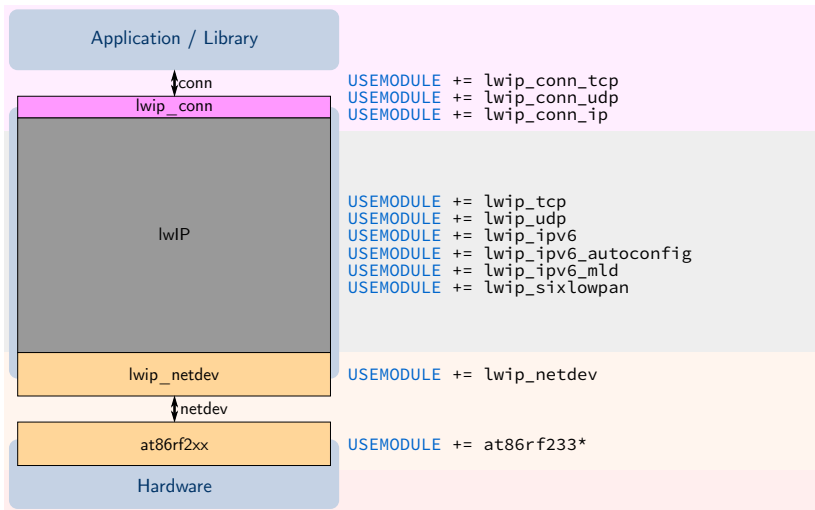 Application / Library
conn
USEMODULE += lwip_conn_tcp
lwip_conn
USEMODULE += lwip_conn_udp
USEMODULE += lwip_conn_ip
lwIP
USEMODULE += lwip_tcp
USEMODULE += lwip_udp
USEMODULE += lwip_ipv6
USEMODULE += lwip_ipv6_autoconfig
USEMODULE += lwip_ipv6_mld
USEMODULE += lwip_sixlowpan
lwip_netdev
USEMODULE += lwip_netdev
netdev
at86rf2xx
USEMODULE += at86rf233*
Hardware